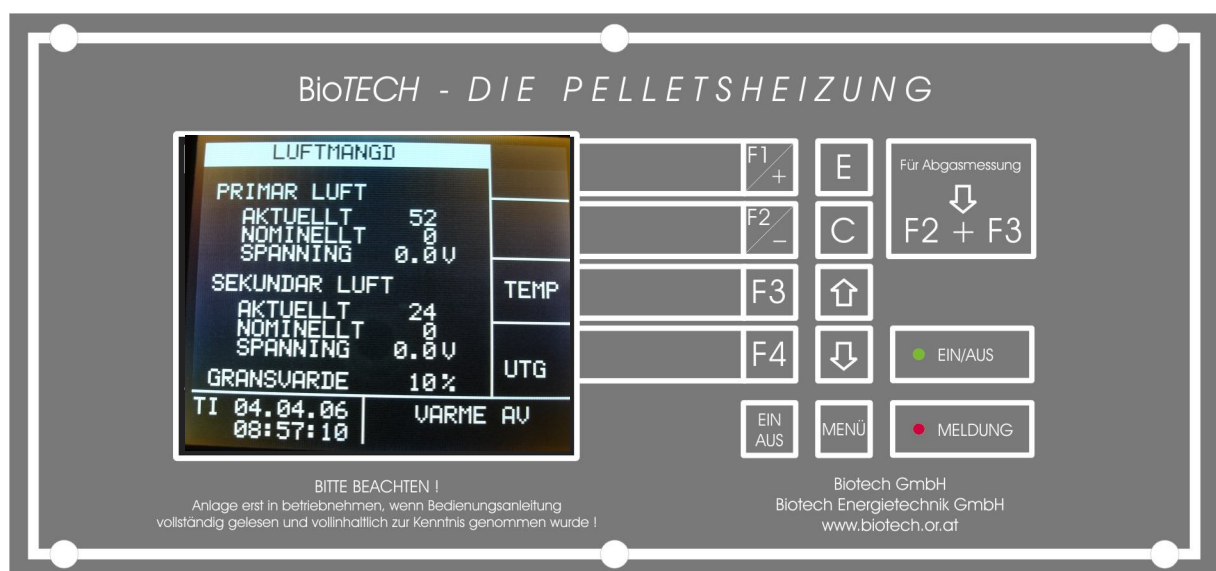 BioTECH - DIE PELLETSHEIZUNG
LUFTMANGD
PRIMAR LUFT
AKTUELLT 52
NOMINELLT 0
SPANNING 0.0V
SEKUNDAR LUFT
AKTUELLT 24
NOMINELLT 0
SPANNING 0.0V
GRANSVARDE 10%
TEMP
UTG
TI 04.04.06
08:57:10
VARME AV
F1/+
F2/-
F3
F4
E
C
EIN
AUS
MENÜ
Für Abgasmessung
F2 + F3
EIN/AUS
MELDUNG
BITTE BEACHTEN !
Anlage erst in betriebnehmen, wenn Bedienungsanleitung
vollständig gelesen und vollinhaltlich zur Kenntnis genommen wurde !
Biotech GmbH
Biotech Energietechnik GmbH
www.biotech.or.at